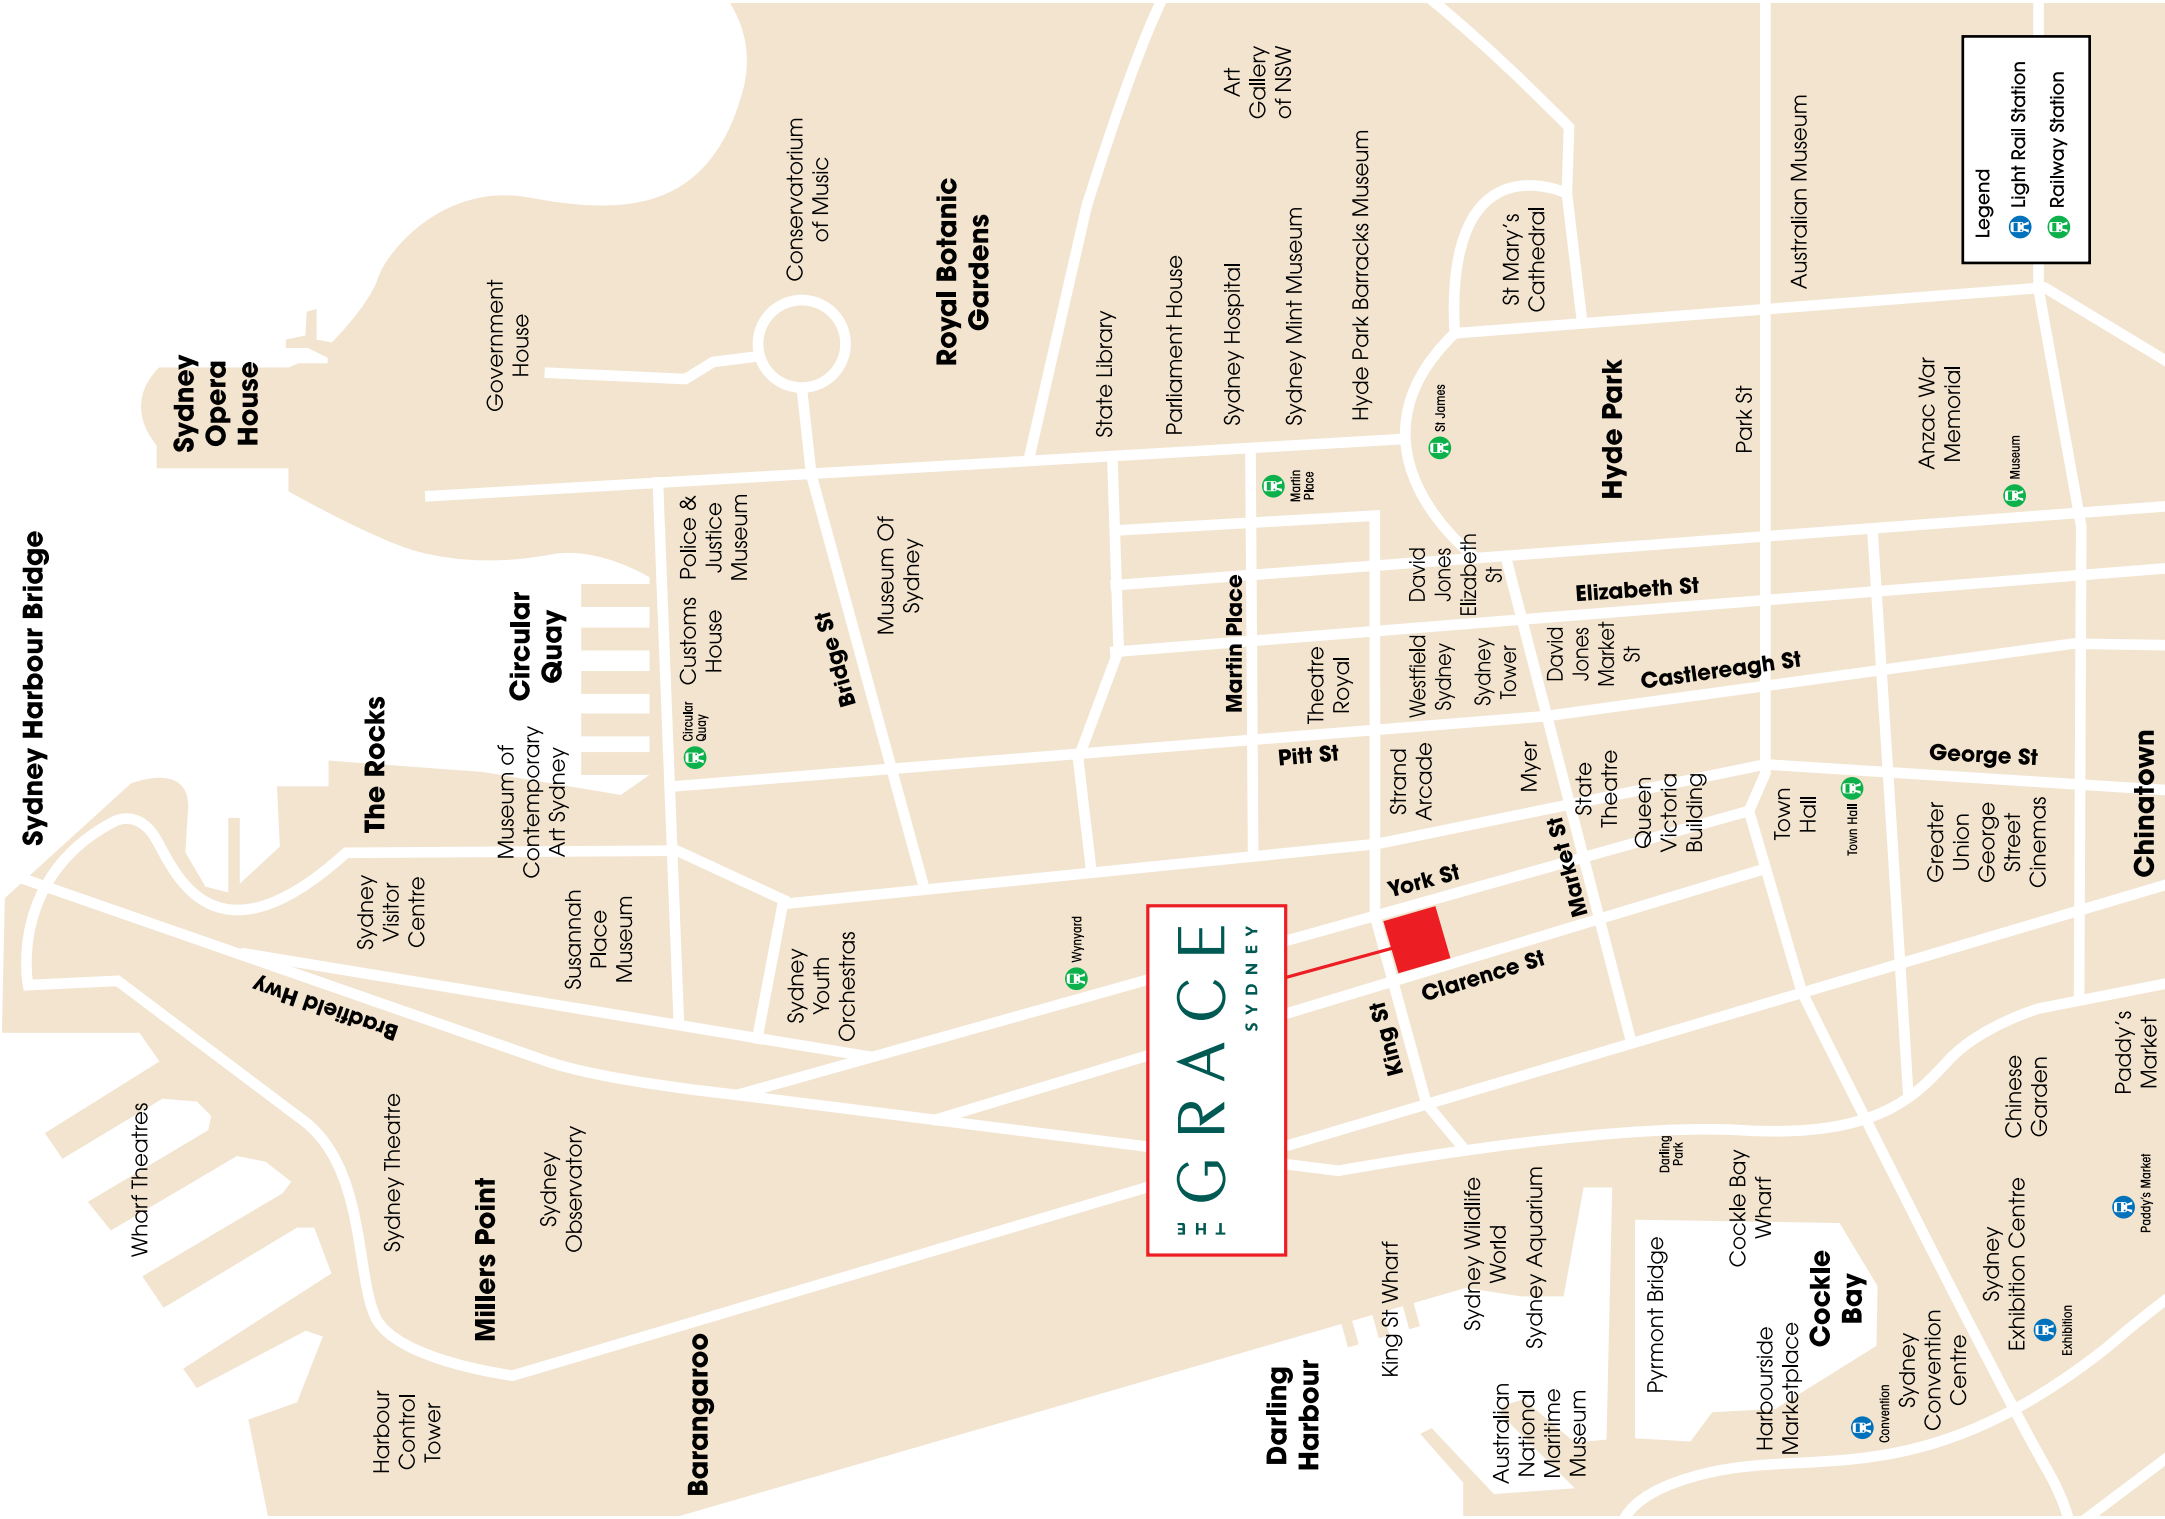 Sydney Harbour Bridge
Sydney
Opera
House
Government
House
Conservatorium
of Music
Royal Botanic
Gardens
Art
Gallery
of NSW
State Library
Parliament House
Sydney Hospital
Sydney Mint Museum
Hyde Park Barracks Museum
St Mary's
Cathedral
Australian Museum
Legend
Light Rail Station
Railway Station
The Rocks
Circular
Quay
Museum of
Contemporary
Art Sydney
Police &
Justice
Museum
Customs
House
Circular
Quay
Bridge St
Museum Of
Sydney
Martin Place
Martin
Place
St James
Hyde Park
Park St
Anzac War
Memorial
Museum
David
Jones
Elizabeth
St
Elizabeth St
Theatre
Royal
Westfield
Sydney
Sydney
Tower
David
Jones
Market
St
Castlereagh St
Pitt St
Strand
Arcade
Myer
State
Theatre
Queen
Victoria
Building
Town
Hall
Town Hall
George St
Greater
Union
George
Street
Cinemas
Chinatown
Sydney
Visitor
Centre
Susannah
Place
Museum
Bradfield Hwy
Sydney
Youth
Orchestras
Wynyard
York St
Market St
Clarence St
King St
THE
GRACE
SYDNEY
Wharf Theatres
Sydney Theatre
Millers Point
Sydney
Observatory
Harbour
Control
Tower
Barangaroo
Darling
Harbour
King St Wharf
Sydney Wildlife
World
Sydney Aquarium
Australian
National
Maritime
Museum
Pyrmont Bridge
Darling
Park
Cockle Bay
Wharf
Cockle
Bay
Harbourside
Marketplace
Convention
Sydney
Convention
Centre
Sydney
Exhibition Centre
Exhibition
Chinese
Garden
Paddy's
Market
Paddy's Market